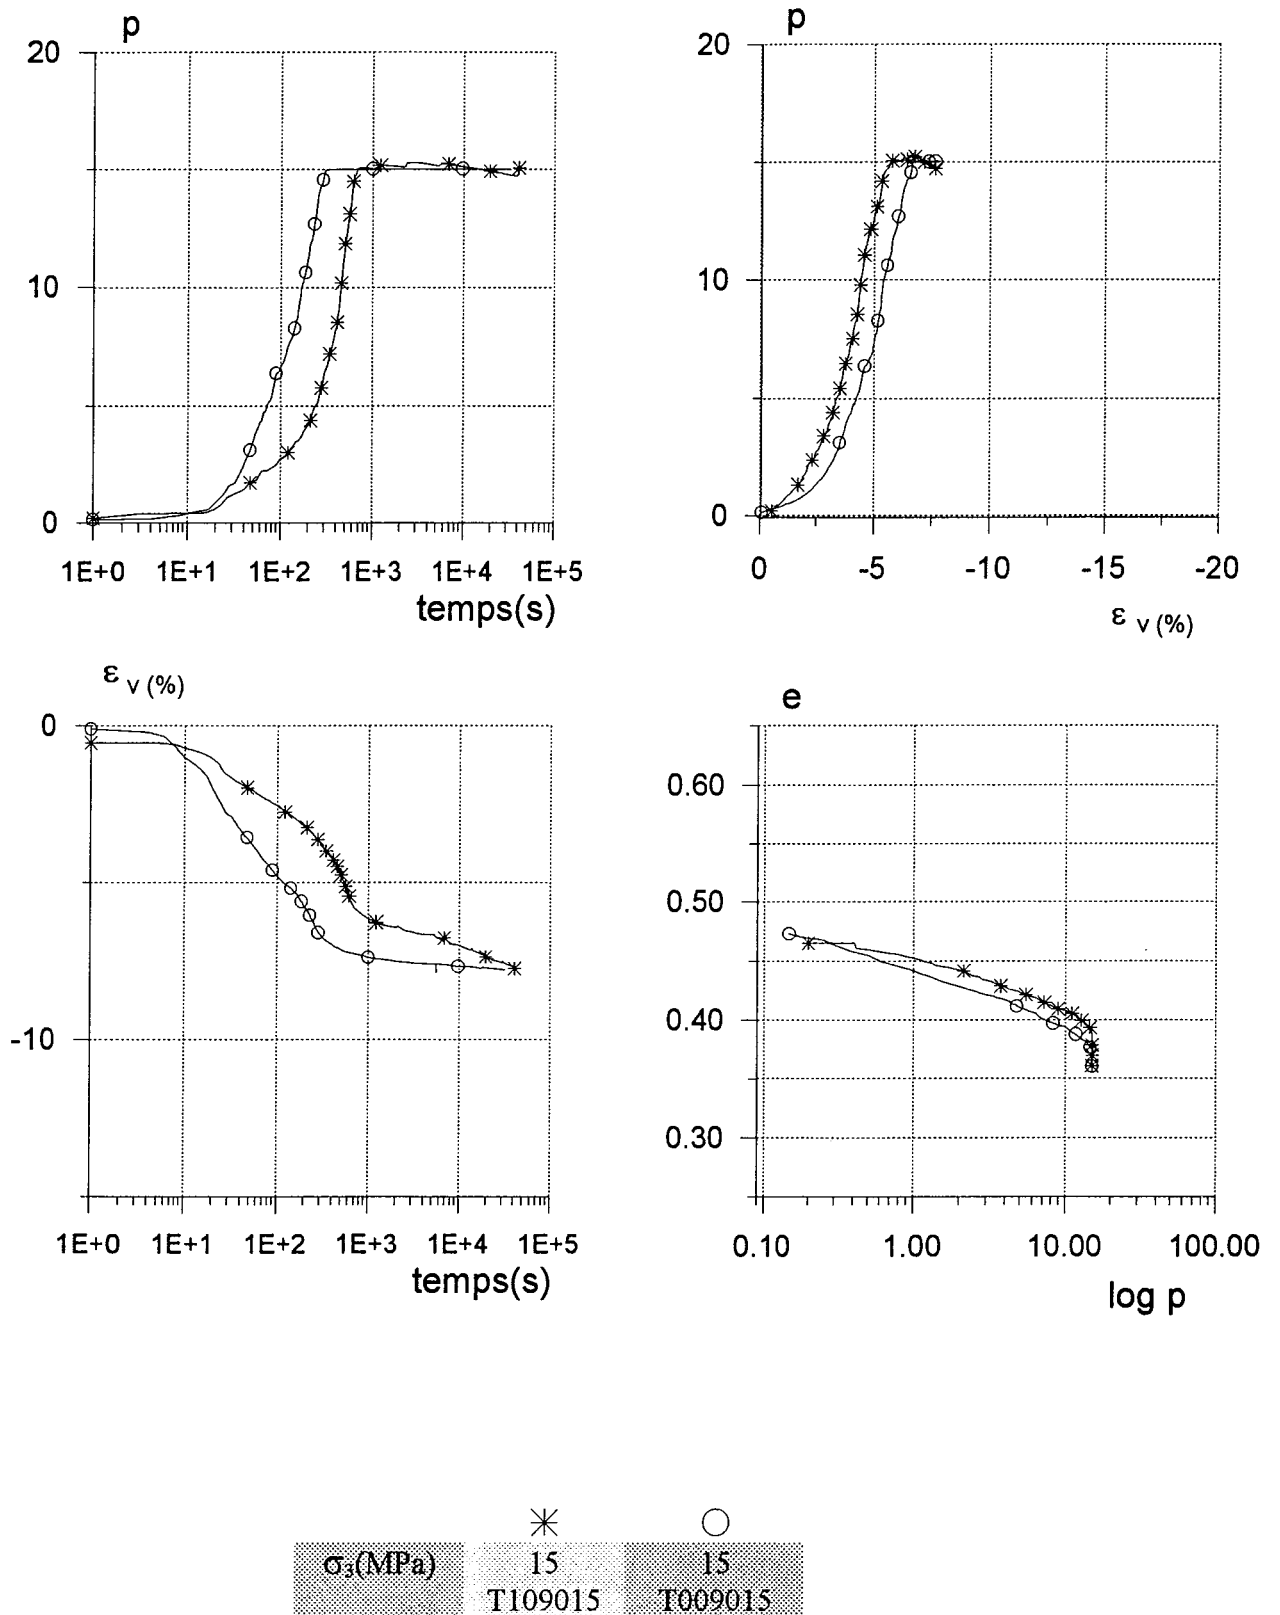 p
20
10
0
1E+0 1E+1 1E+2 1E+3 1E+4 1E+5
temps(s)
p
20
10
0
0 -5 -10 -15 -20
ε v (%)
ε v (%)
0
-10
1E+0 1E+1 1E+2 1E+3 1E+4 1E+5
temps(s)
e
0.60
0.50
0.40
0.30
0.10 1.00 10.00 100.00
log p
σ3(MPa) 15 15
T109015 T009015